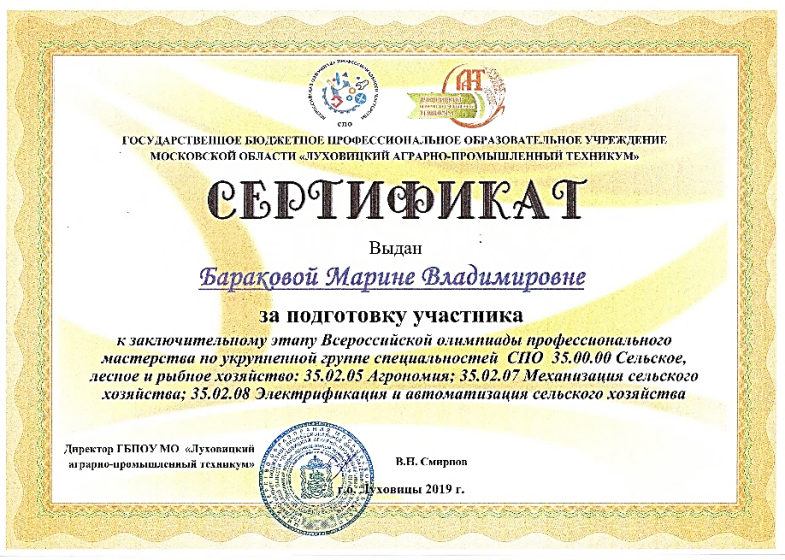 СПО
ГОСУДАРСТВЕННОЕ БЮДЖЕТНОЕ ПРОФЕССИОНАЛЬНОЕ ОБРАЗОВАТЕЛЬНОЕ УЧРЕЖДЕНИЕ
МОСКОВСКОЙ ОБЛАСТИ «ЛУХОВИЦКИЙ АГРАРНО-ПРОМЫШЛЕННЫЙ ТЕХНИКУМ»
СЕРТИФИКАТ
Выдан
Бараковой Марине Владимировне
за подготовку участника
к заключительному этапу Всероссийской олимпиады профессионального
мастерства по укрупненной группе специальностей СПО 35.00.00 Сельское,
лесное и рыбное хозяйство: 35.02.05 Агрономия; 35.02.07 Механизация сельского
хозяйства; 35.02.08 Электрификация и автоматизация сельского хозяйства
Директор ГБПОУ МО «Луховицкий
аграрно-промышленный техникум»
В.Н. Смирнов
г.о. Луховицы 2019 г.